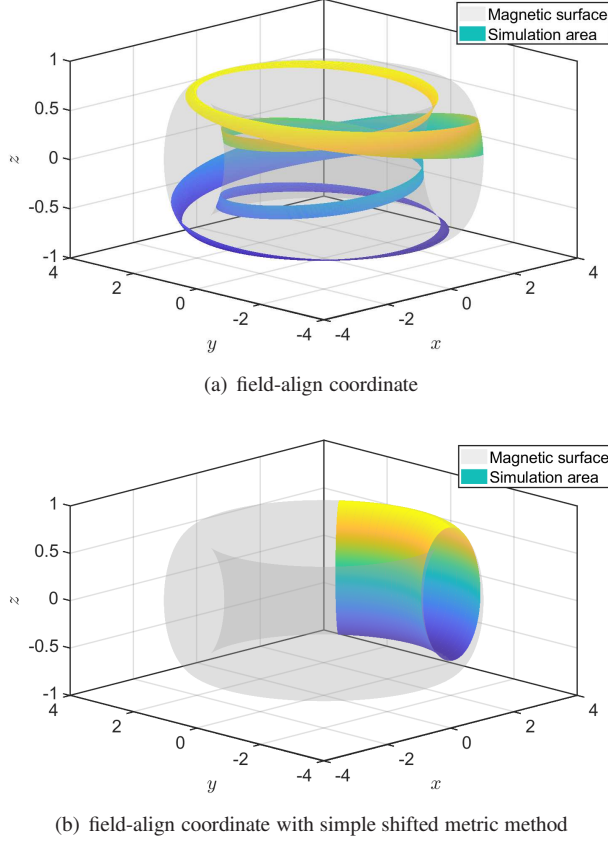 Magnetic surface
Simulation area
1
0.5
0
-0.5
-1
z
4
2
0
-2
-4
y
-4
-2
0
2
4
x
(a) field-align coordinate
Magnetic surface
Simulation area
1
0.5
0
-0.5
-1
z
4
2
0
-2
-4
y
-4
-2
0
2
4
x
(b) field-align coordinate with simple shifted metric method